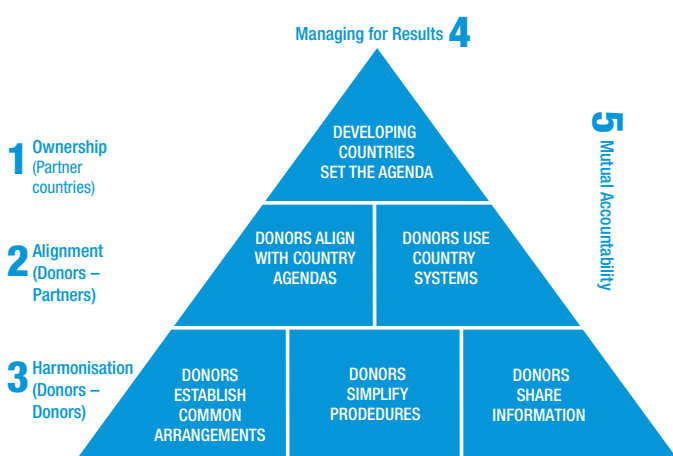 Managing for Results 4
1 Ownership
(Partner
countries)
DEVELOPING
COUNTRIES
SET THE AGENDA
5 Mutual Accountability
2 Alignment
(Donors –
Partners)
DONORS ALIGN
WITH COUNTRY
AGENDAS
DONORS USE
COUNTRY
SYSTEMS
3 Harmonisation
(Donors –
Donors)
DONORS
ESTABLISH
COMMON
ARRANGEMENTS
DONORS
SIMPLIFY
PRODEDURES
DONORS
SHARE
INFORMATION